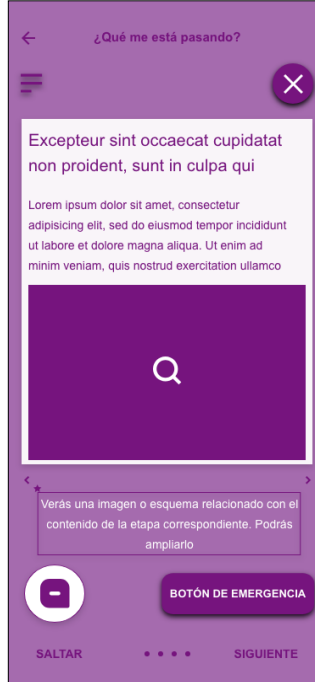 ¿Qué me está pasando?
Excepteur sint occaecat cupidatat
non proident, sunt in culpa qui
Lorem ipsum dolor sit amet, consectetur
adipisicing elit, sed do eiusmod tempor incididunt
ut labore et dolore magna aliqua. Ut enim ad
minim veniam, quis nostrud exercitation ullamco
Verás una imagen o esquema relacionado con el
contenido de la etapa correspondiente. Podrás
ampliarlo
BOTÓN DE EMERGENCIA
SALTAR
SIGUIENTE